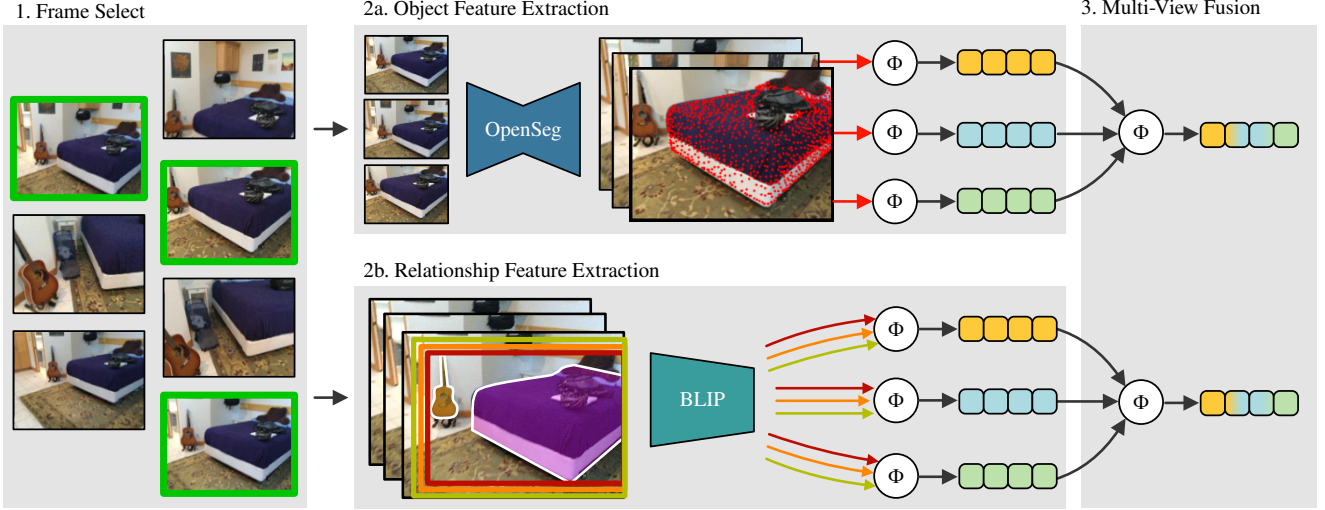 1. Frame Select
2a. Object Feature Extraction
3. Multi-View Fusion
OpenSeg
Φ
Φ
Φ
Φ
2b. Relationship Feature Extraction
BLIP
Φ
Φ
Φ
Φ